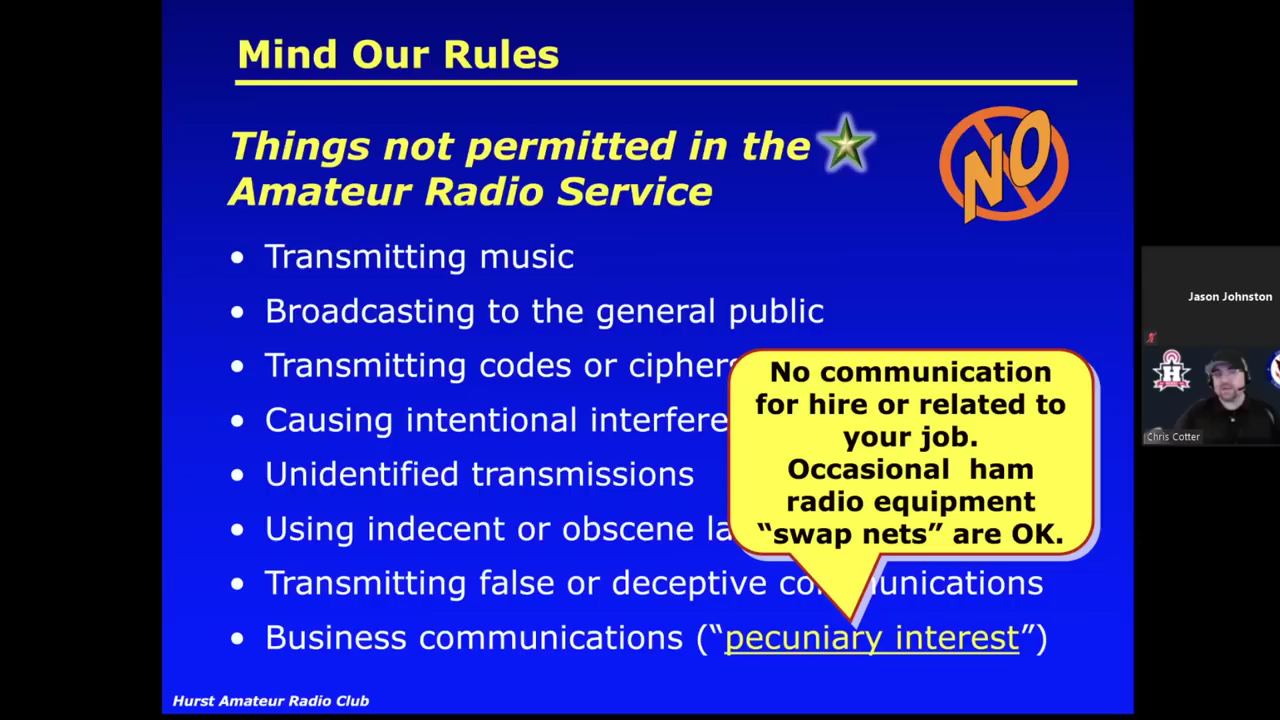 Mind Our Rules
Things not permitted in the
Amateur Radio Service
NO
• Transmitting music
• Broadcasting to the general public
• Transmitting codes or ciphers
• Causing intentional interfere
• Unidentified transmissions
• Using indecent or obscene la
• Transmitting false or deceptive co unications
• Business communications (“pecuniary interest”)
No communication
for hire or related to
your job.
Occasional ham
radio equipment
“swap nets” are OK.
Hurst Amateur Radio Club
Jason Johnston
H
Chris Cotter